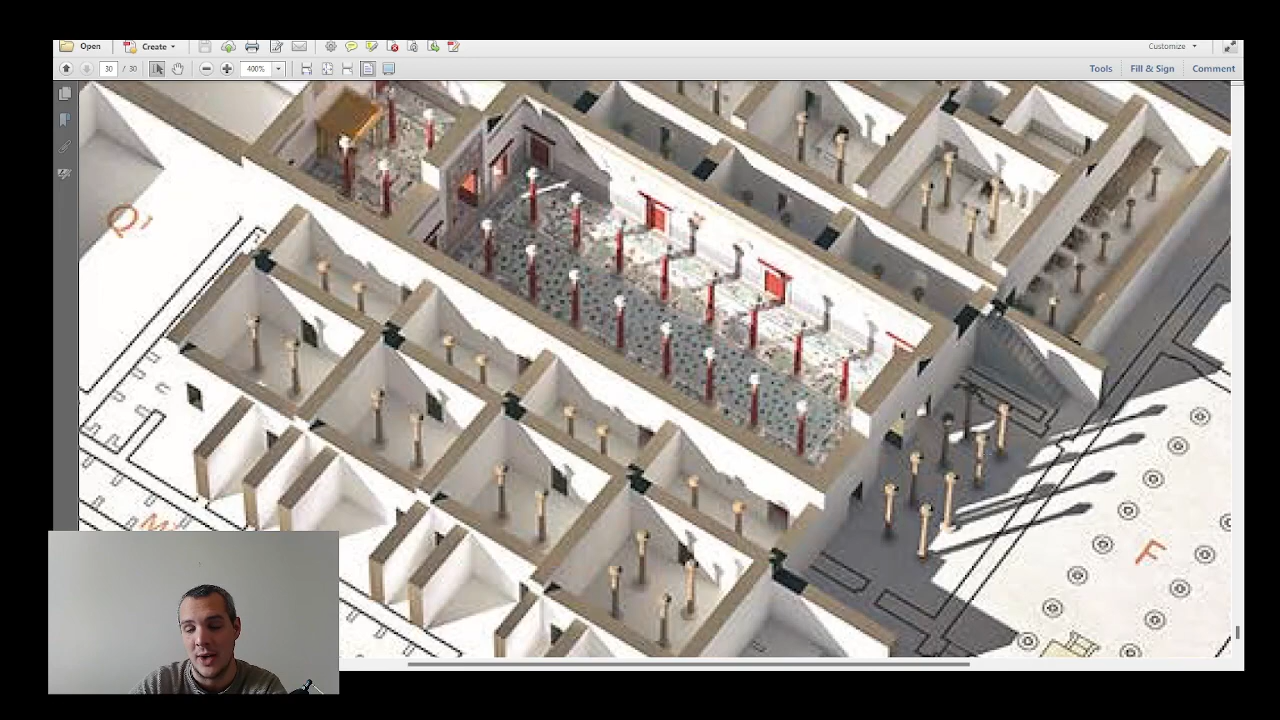 Open
Create
Customize
30 / 30
400%
Tools
Fill & Sign
Comment
Q'
F